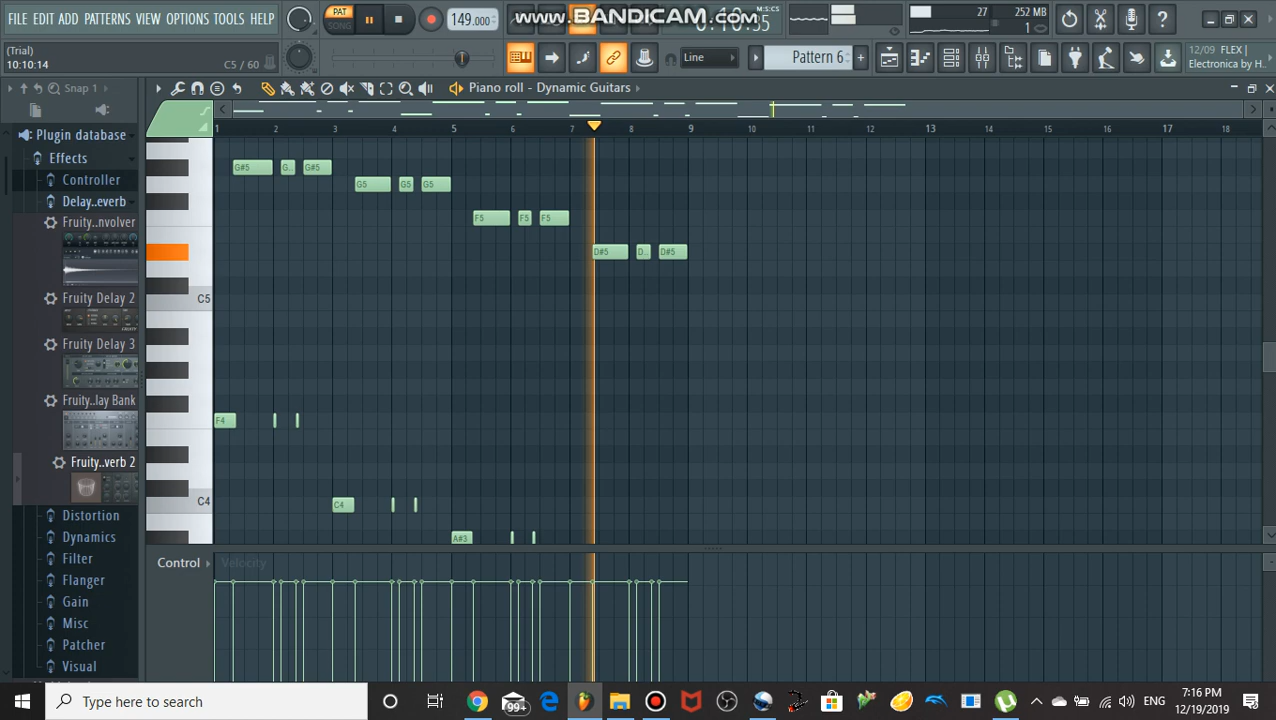 FILE EDIT ADD PATTERNS VIEW OPTIONS TOOLS HELP
PAT
SONG
149.000
www.BANDICAM.com
M:S:CS
27
252 MB
1
(Trial)
10:10:14
C5 / 60
Line
Pattern 6
12/09: FLEX |
Electronica by H..
Snap 1
Piano roll - Dynamic Guitars
1 2 3 4 5 6 7 8 9 10 11 12 13 14 15 16 17 18
Plugin database
Effects
Controller
Delay...everb
Fruity...nvolver
Fruity Delay 2
Fruity Delay 3
Fruity...lay Bank
Fruity...verb 2
Distortion
Dynamics
Filter
Flanger
Gain
Misc
Patcher
Visual
G#5 G.. G#5
G5 G5 G5
F5 F5 F5
D#5 D.. D#5
C5
F4
C4
C4
A#3
Control
Velocity
Type here to search
99+
ENG
7:16 PM
12/19/2019